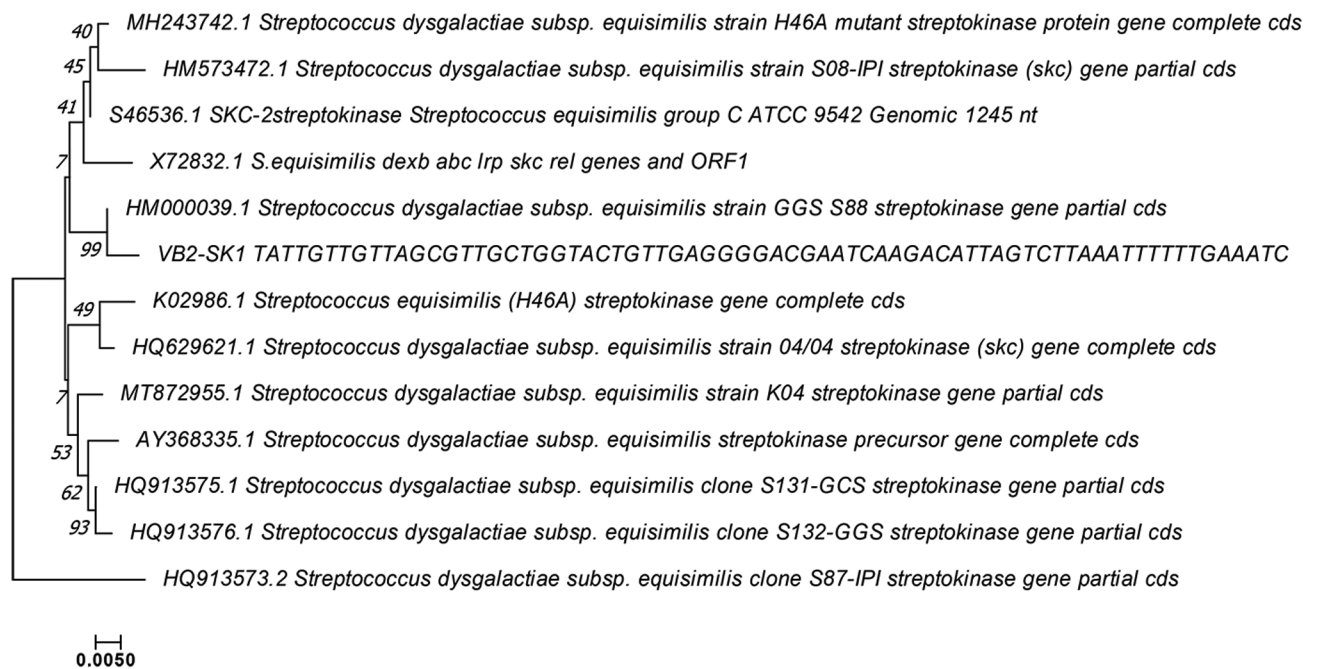 40
MH243742.1 Streptococcus dysgalactiae subsp. equisimilis strain H46A mutant streptokinase protein gene complete cds
45
HM573472.1 Streptococcus dysgalactiae subsp. equisimilis strain S08-IPI streptokinase (skc) gene partial cds
41
S46536.1 SKC-2streptokinase Streptococcus equisimilis group C ATCC 9542 Genomic 1245 nt
7
X72832.1 S.equisimilis dexb abc lrp skc rel genes and ORF1
HM000039.1 Streptococcus dysgalactiae subsp. equisimilis strain GGS S88 streptokinase gene partial cds
99
VB2-SK1 TATTGTTGTTAGCGTTGCTGGTACTGTTGAGGGGACGAATCAAGACATTAGTCTTAAATTTTTTGAAATC
49
K02986.1 Streptococcus equisimilis (H46A) streptokinase gene complete cds
HQ629621.1 Streptococcus dysgalactiae subsp. equisimilis strain 04/04 streptokinase (skc) gene complete cds
7
MT872955.1 Streptococcus dysgalactiae subsp. equisimilis strain K04 streptokinase gene partial cds
53
AY368335.1 Streptococcus dysgalactiae subsp. equisimilis streptokinase precursor gene complete cds
62
HQ913575.1 Streptococcus dysgalactiae subsp. equisimilis clone S131-GCS streptokinase gene partial cds
93
HQ913576.1 Streptococcus dysgalactiae subsp. equisimilis clone S132-GGS streptokinase gene partial cds
HQ913573.2 Streptococcus dysgalactiae subsp. equisimilis clone S87-IPI streptokinase gene partial cds
0.0050